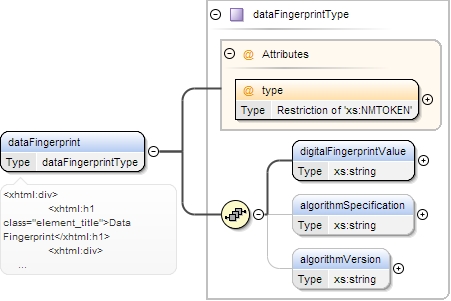 dataFingerprintType
@ Attributes
@ type
Type Restriction of 'xs:NMTOKEN'
dataFingerprint
Type dataFingerprintType
<xhtml:div>
<xhtml:h1
class="element_title">Data
Fingerprint</xhtml:h1>
<xhtml:div>
...
digitalFingerprintValue
Type xs:string
algorithmSpecification
Type xs:string
algorithmVersion
Type xs:string